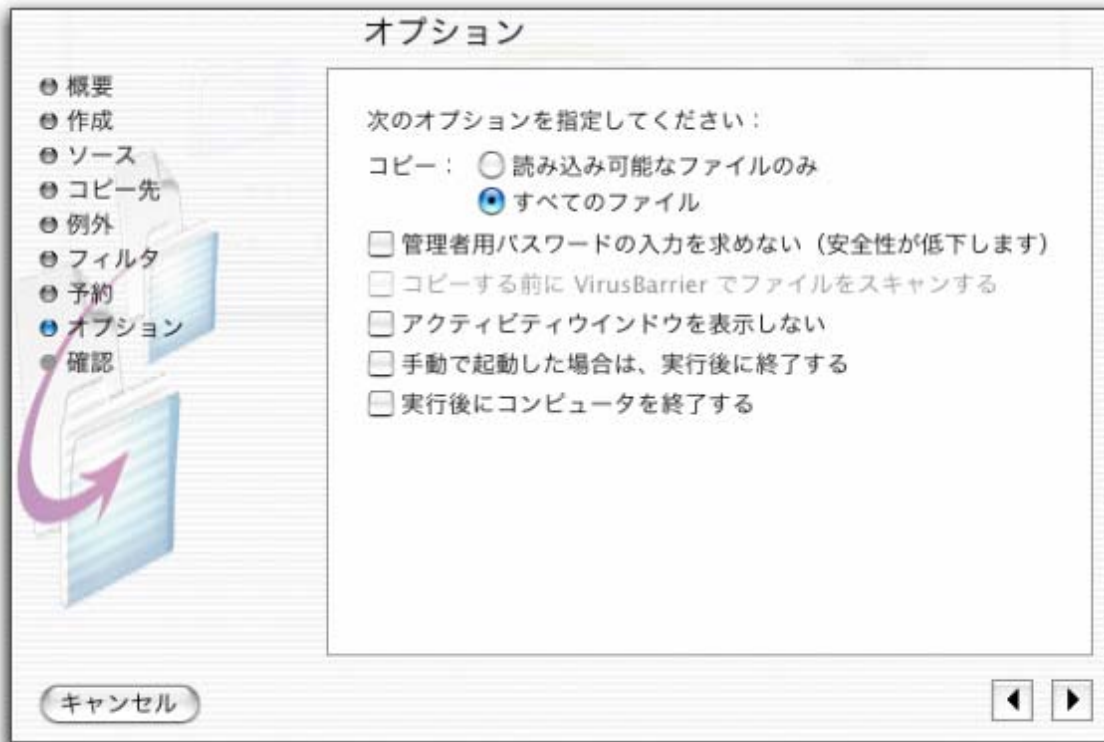 オプション
概要
作成
ソース
コピー先
例外
フィルタ
予約
オプション
確認
次のオプションを指定してください：
コピー： 読み込み可能なファイルのみ
すべてのファイル
管理者用パスワードの入力を求めない（安全性が低下します）
コピーする前に VirusBarrier でファイルをスキャンする
アクティビティウインドウを表示しない
手動で起動した場合は、実行後に終了する
実行後にコンピュータを終了する
キャンセル